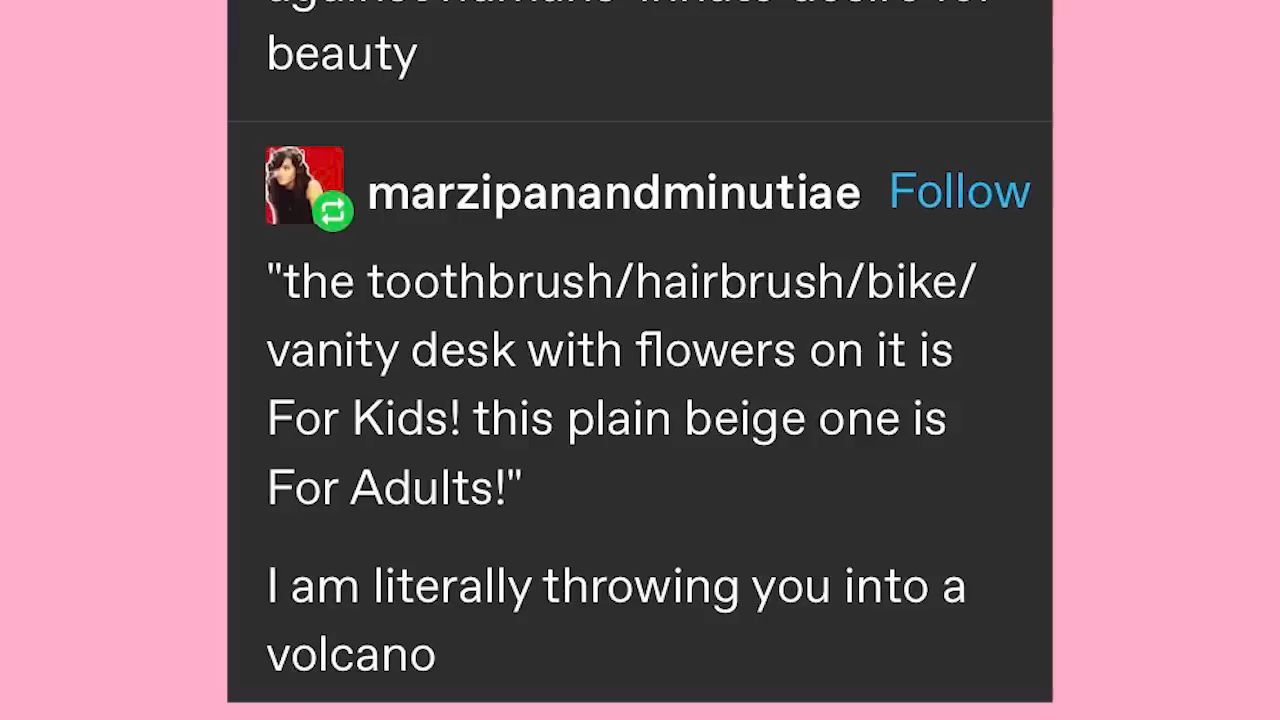 beauty
marzipanandminutiae Follow
"the toothbrush/hairbrush/bike/
vanity desk with flowers on it is
For Kids! this plain beige one is
For Adults!"
I am literally throwing you into a
volcano